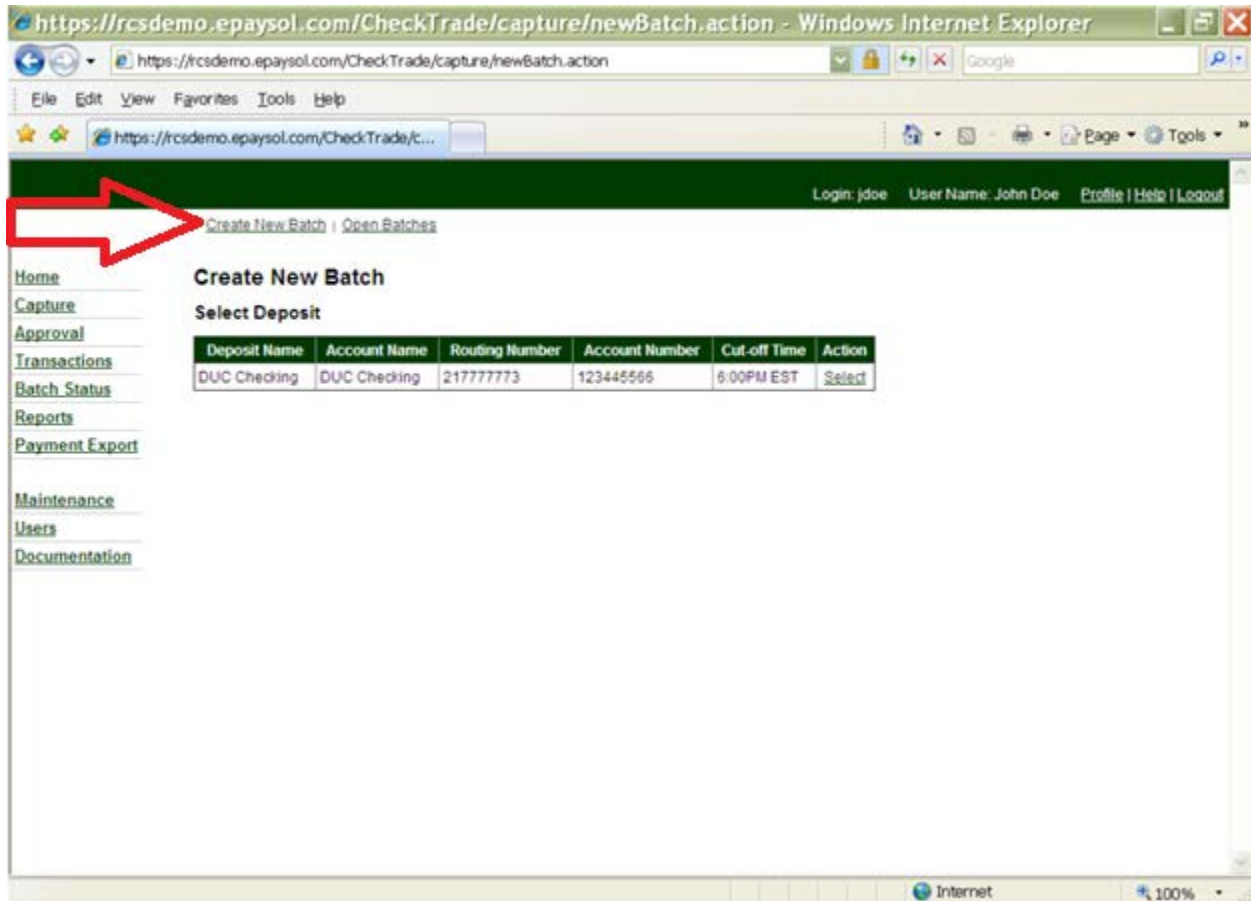 https://rcsdemo.epaysol.com/CheckTrade/capture/newBatch.action - Windows Internet Explorer
https://rcsdemo.epaysol.com/CheckTrade/capture/newBatch.action Google
File Edit View Favorites Tools Help
https://rcsdemo.epaysol.com/CheckTrade/c... Page Tools »
Login: jdoe User Name: John Doe Profile | Help | Logout
Create New Batch | Open Batches
Home
Capture
Approval
Transactions
Batch Status
Reports
Payment Export
Maintenance
Users
Documentation
Create New Batch
Select Deposit
Deposit Name Account Name Routing Number Account Number Cut-off Time Action
DUC Checking DUC Checking 217777773 123445566 6:00PM EST Select
Internet 100%